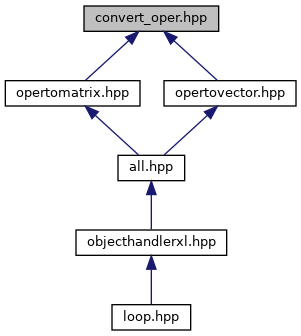 convert_oper.hpp
opertomatrix.hpp
opertovector.hpp
all.hpp
objecthandlerxl.hpp
loop.hpp